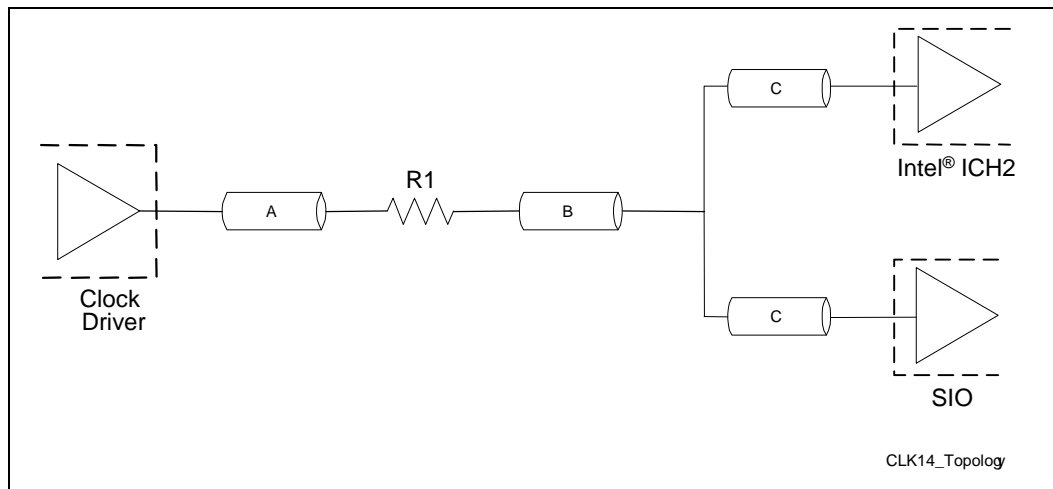 C
Intel® ICH2
R1
A
B
Clock
Driver
C
SIO
CLK14_Topology